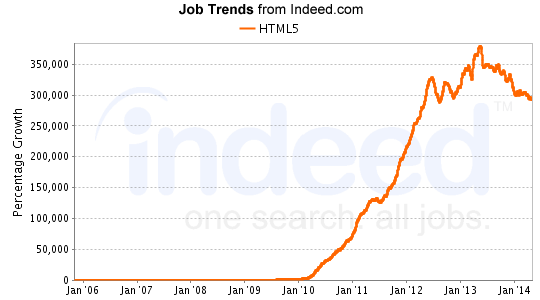 Job Trends from Indeed.com
HTML5
Percentage Growth
350,000
300,000
250,000
200,000
150,000
100,000
50,000
0
Jan '06
Jan '07
Jan '08
Jan '09
Jan '10
Jan '11
Jan '12
Jan '13
Jan '14
indeed™
one search. all jobs.